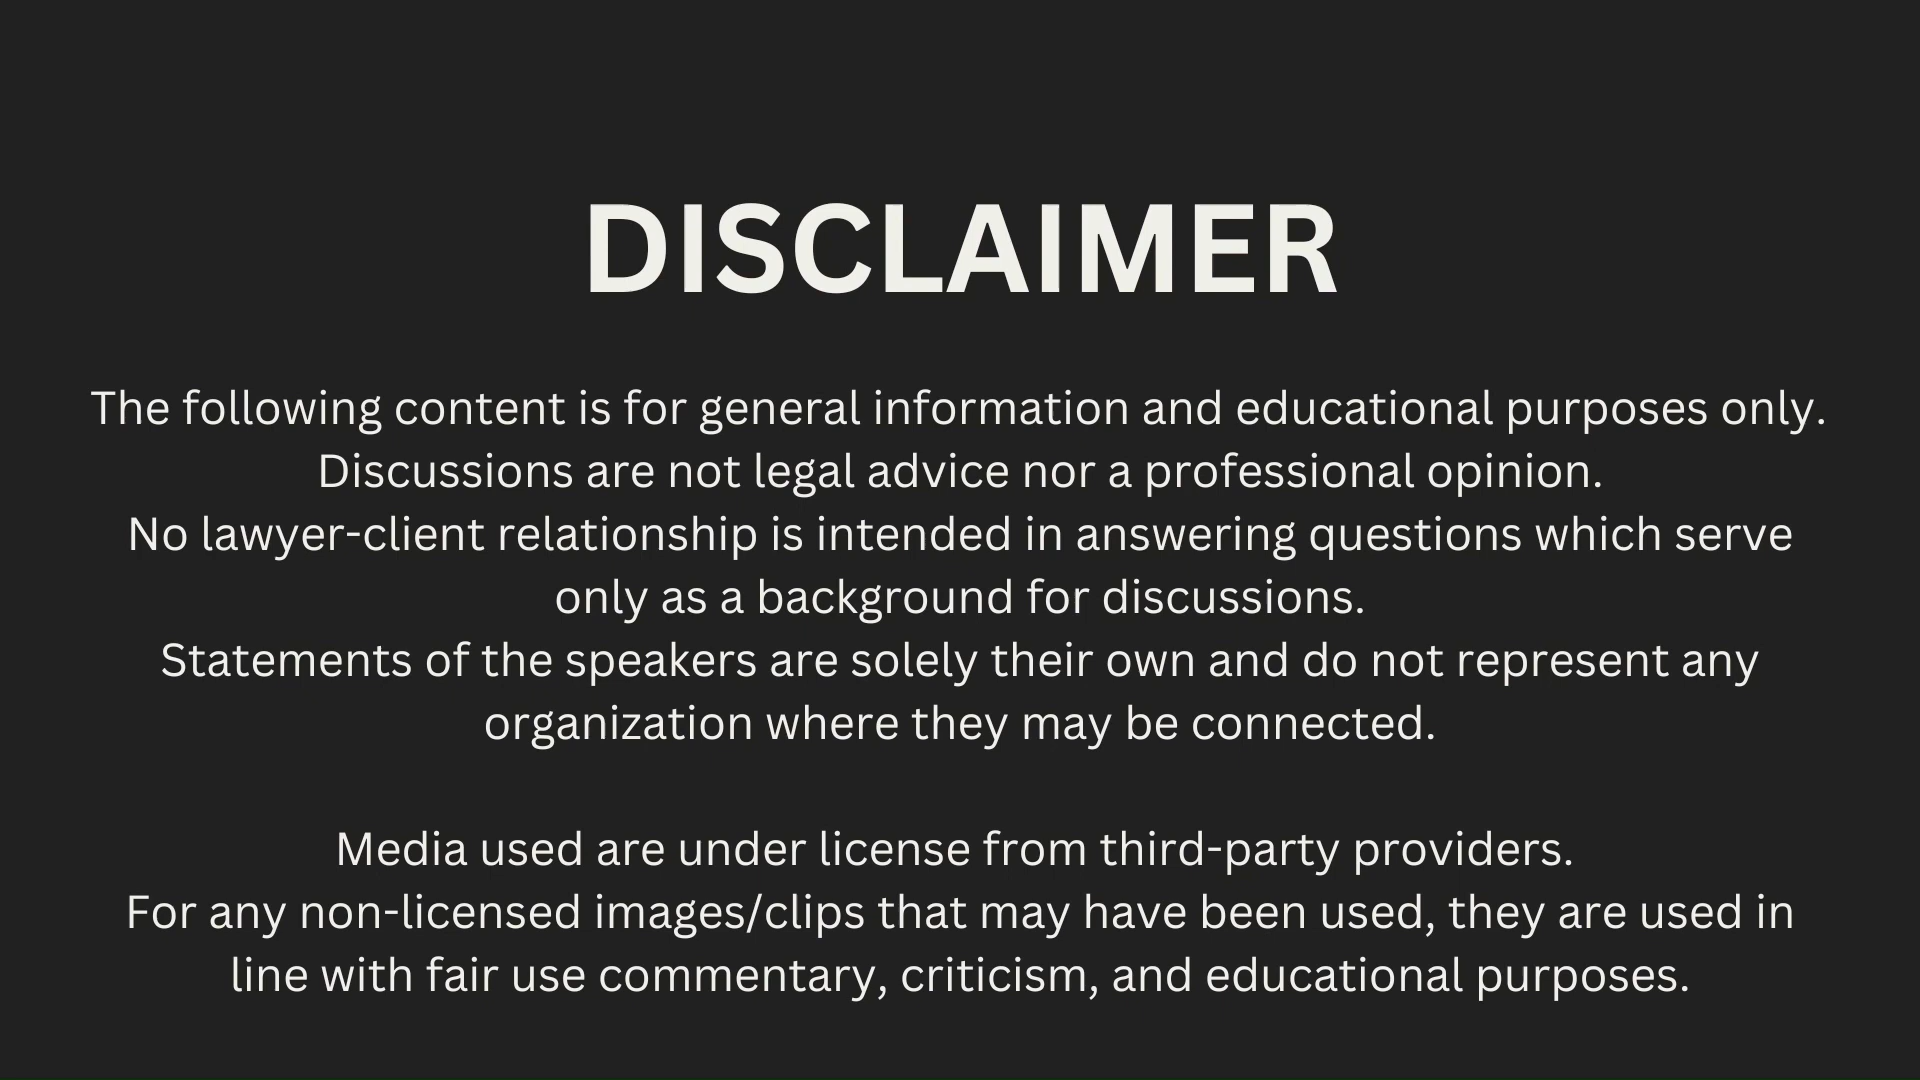 DISCLAIMER
The following content is for general information and educational purposes only.
Discussions are not legal advice nor a professional opinion.
No lawyer-client relationship is intended in answering questions which serve
only as a background for discussions.
Statements of the speakers are solely their own and do not represent any
organization where they may be connected.
Media used are under license from third-party providers.
For any non-licensed images/clips that may have been used, they are used in
line with fair use commentary, criticism, and educational purposes.